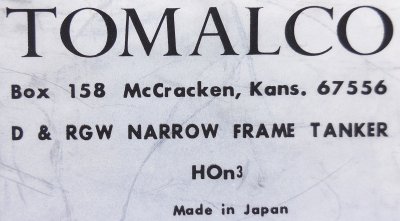 TOMALCO
Box 158 McCracken, Kans. 67556
D & RGW NARROW FRAME TANKER
HOn3
Made in Japan